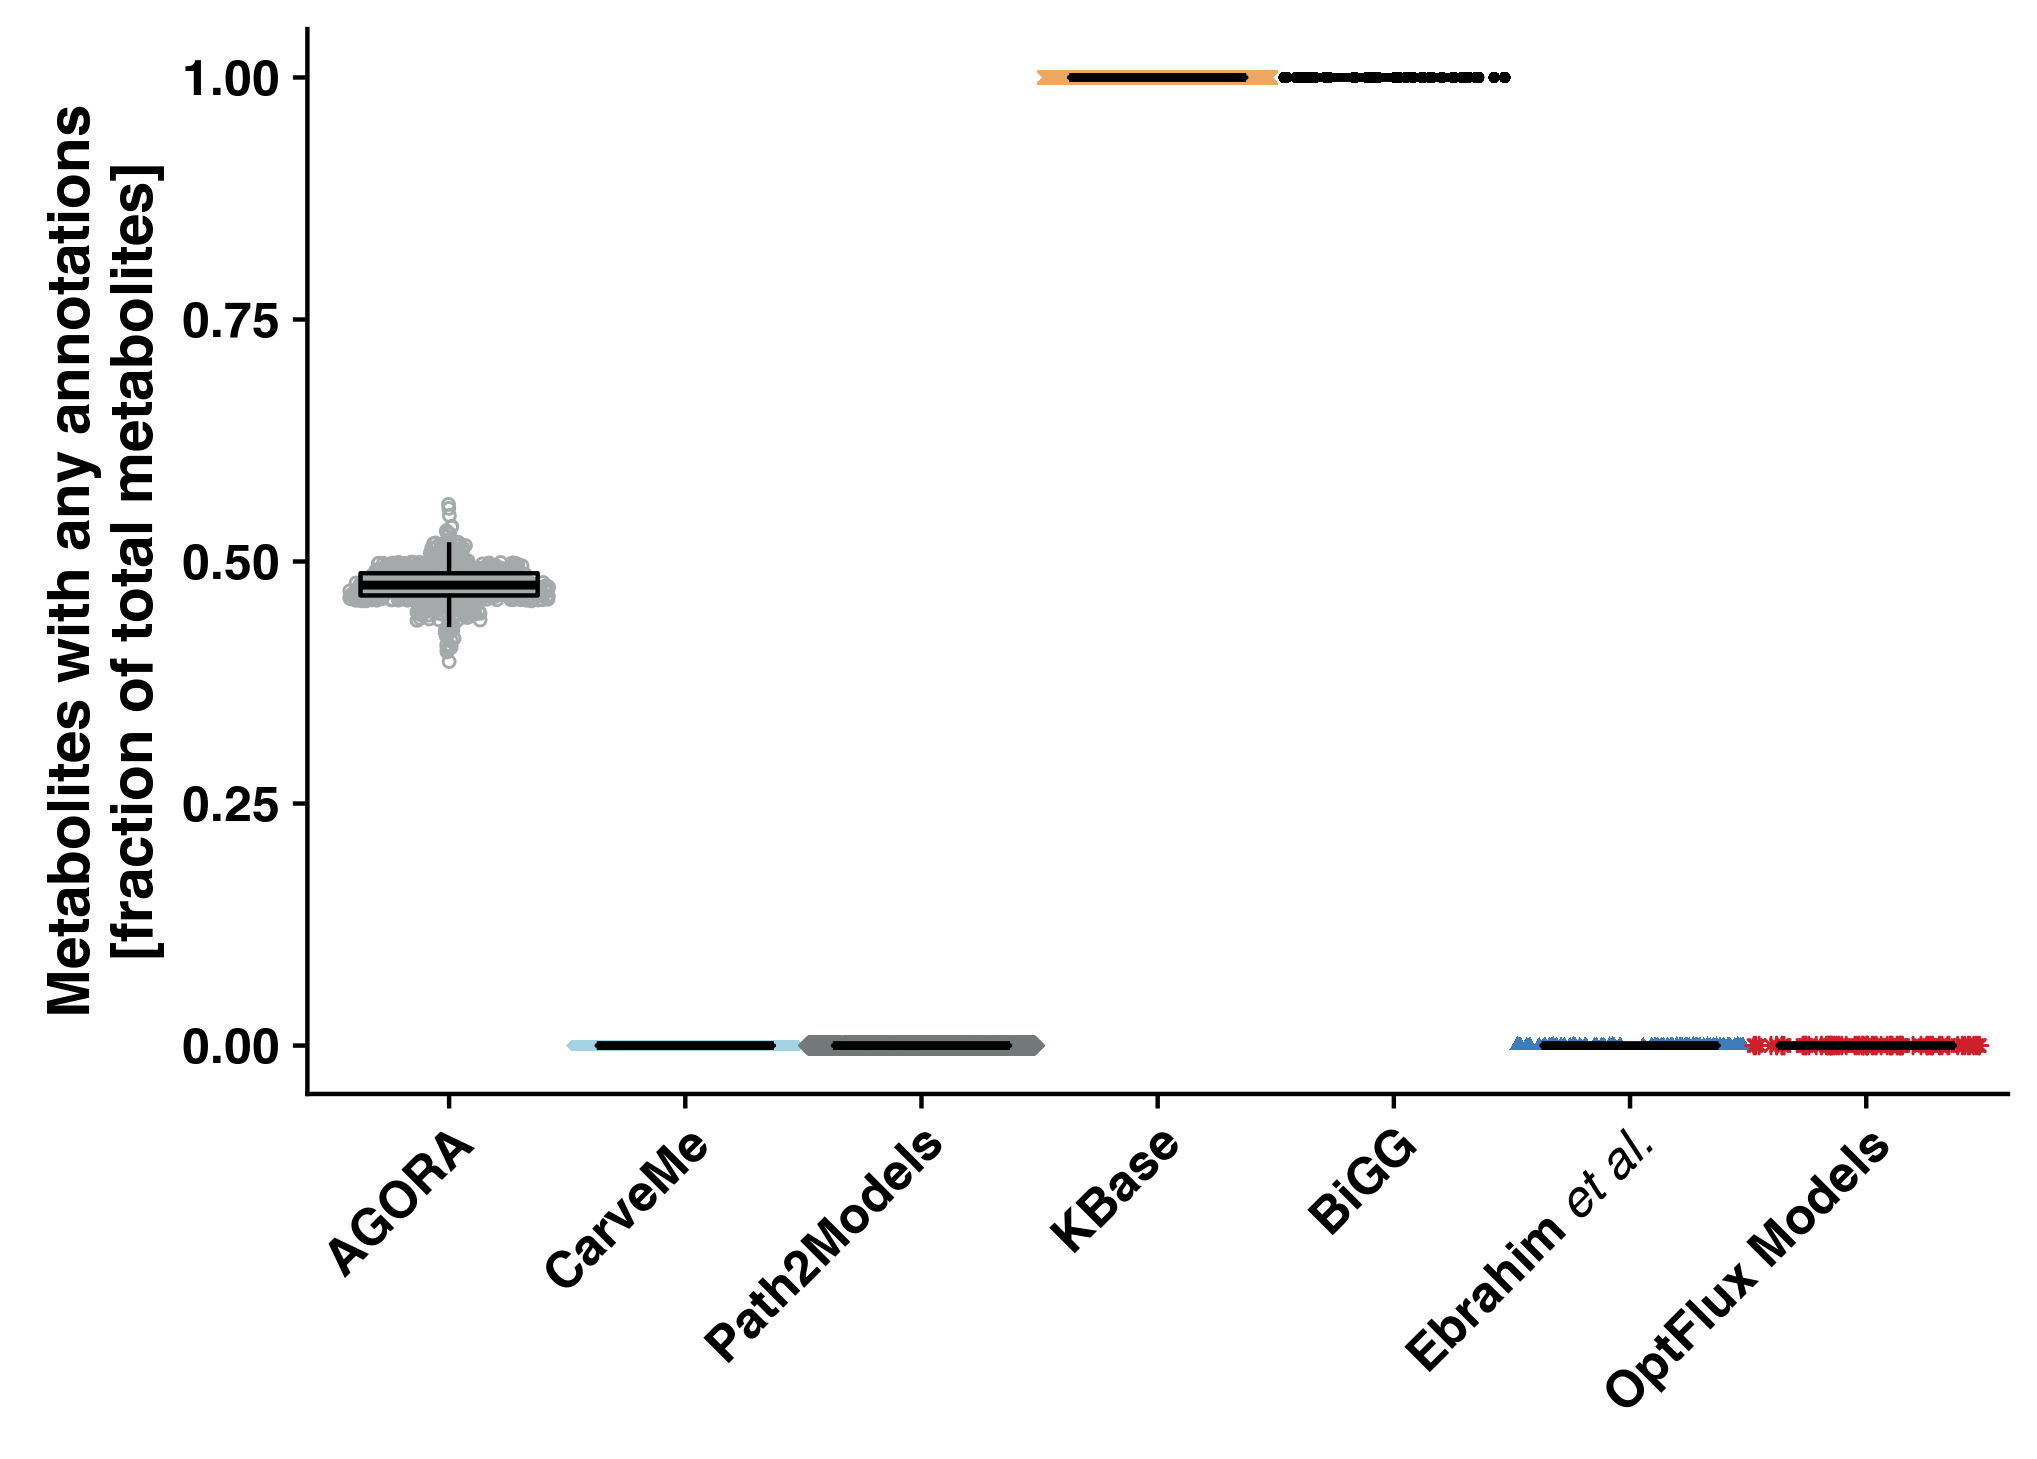 Metabolites with any annotations
[fraction of total metabolites]
1.00
0.75
0.50
0.25
0.00
AGORA
CarveMe
Path2Models
KBase
BiGG
Ebrahim et al.
OptFlux Models